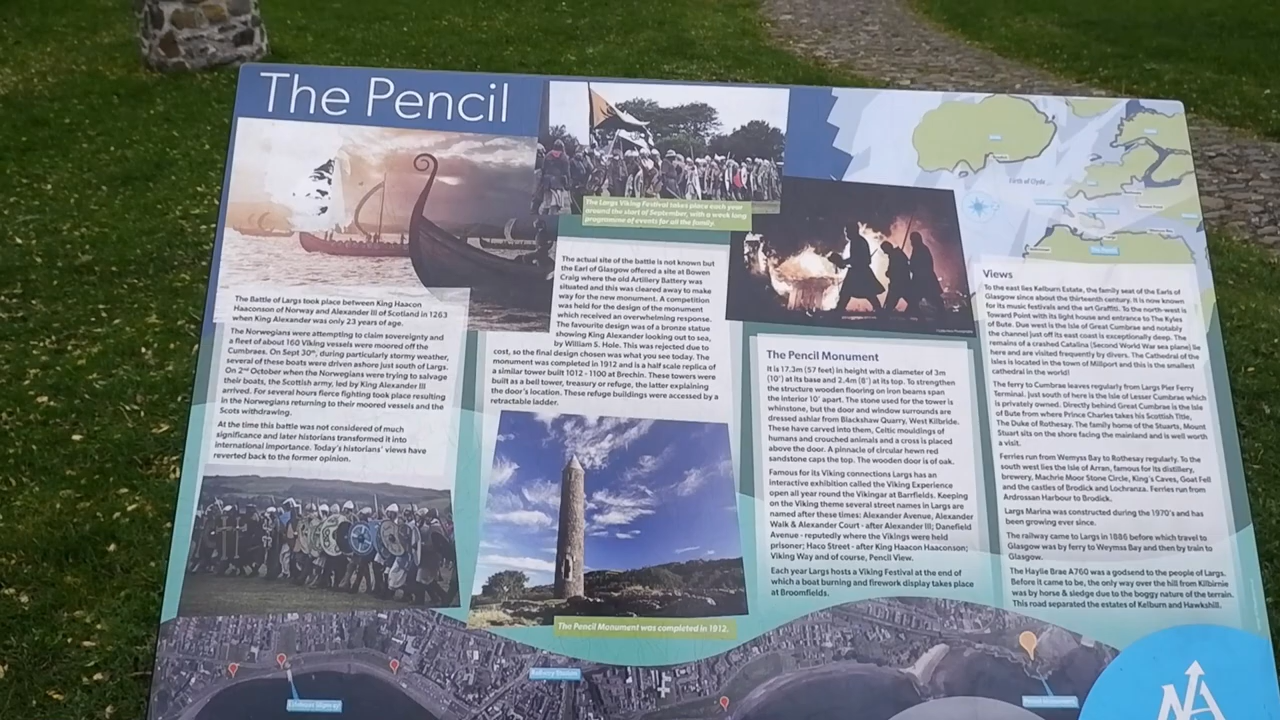 The Pencil
The Battle of Largs took place between King Haacon
Haaconson of Norway and Alexander III of Scotland in 1263
when King Alexander was only 23 years of age.
The Norwegians were attempting to claim sovereignty and
a fleet of about 160 Viking vessels were moored off the
Cumbraes. On Sept 30th, during particularly stormy weather,
several of these boats were driven ashore just south of Largs.
On 2nd October when the Norwegians were trying to salvage
their boats, the Scottish army, led by King Alexander III
arrived. For several hours fierce fighting took place resulting
in the Norwegians returning to their moored vessels and the
Scots withdrawing.
At the time this battle was not considered of much
significance and later historians transformed it into
international importance. Today's historians' views have
reverted back to the former opinion.
The Largs Viking Festival takes place each year
around the start of September, with a week long
programme of events for all the family.
The actual site of the battle is not known but
the Earl of Glasgow offered a site at Bowen
Craig where the old Artillery Battery was
situated and this was cleared away to make
way for the new monument. A competition
was held for the design of the monument
which received an overwhelming response.
The favourite design was of a bronze statue
showing King Alexander looking out to sea,
by William S. Hole. This was rejected due to
cost, so the final design chosen was what you see today. The
monument was completed in 1912 and is a half scale replica of
a similar tower built 1012 - 1100 at Brechin. These towers were
built as a bell tower, treasury or refuge, the latter explaining
the door's location. These refuge buildings were accessed by a
retractable ladder.
The Pencil Monument was completed in 1912.
The Pencil Monument
It is 17.3m (57 feet) in height with a diameter of 3m
(10') at its base and 2.4m (8') at its top. To strengthen
the structure wooden flooring on iron beams span
the interior 10' apart. The stone used for the tower is
whinstone, but the door and window surrounds are
dressed ashlar from Blackshaw Quarry, West Kilbride.
These have carved into them, Celtic mouldings of
humans and crouched animals and a cross is placed
above the door. A pinnacle of circular hewn red
sandstone caps the top. The wooden door is of oak.
Famous for its Viking connections Largs has an
interactive exhibition called the Viking Experience
open all year round the Vikingar at Barrfields. Keeping
on the Viking theme several street names in Largs are
named after these times: Alexander Avenue, Alexander
Walk & Alexander Court - after Alexander III; Danefield
Avenue - reputedly where the Vikings were held
prisoner; Haco Street - after King Haacon Haaconson;
Viking Way and of course, Pencil View.
Each year Largs hosts a Viking Festival at the end of
which a boat burning and firework display takes place
at Broomfields.
Firth of Clyde
Views
To the east lies Kelburn Estate, the family seat of the Earls of
Glasgow since about the thirteenth century. It is now known
for its music festivals and the art Graffiti. To the north-west is
Toward Point with its light house and entrance to The Kyles
of Bute. Due west is the Isle of Great Cumbrae and notably
the channel just off its east coast is exceptionally deep. The
remains of a crashed Catalina (Second World War sea plane) lie
here and are visited frequently by divers. The Cathedral of the
Isles is located in the town of Millport and this is the smallest
cathedral in the world!
The ferry to Cumbrae leaves regularly from Largs Pier Ferry
Terminal. Just south of here is the Isle of Lesser Cumbrae which
is privately owned. Directly behind Great Cumbrae is the Isle
of Bute from where Prince Charles takes his Scottish Title,
The Duke of Rothesay. The family home of the Stuarts, Mount
Stuart sits on the shore facing the mainland and is well worth
a visit.
Ferries run from Wemyss Bay to Rothesay regularly. To the
south west lies the Isle of Arran, famous for its distillery,
brewery, Machrie Moor Stone Circle, King's Caves, Goat Fell
and the castles of Brodick and Lochranza. Ferries run from
Ardrossan Harbour to Brodick.
Largs Marina was constructed during the 1970's and has
been growing ever since.
The railway came to Largs in 1886 before which travel to
Glasgow was by ferry to Weymss Bay and then by train to
Glasgow.
The Haylie Brae A760 was a godsend to the people of Largs.
Before it came to be, the only way over the hill from Kilbirnie
was by horse & sledge due to the boggy nature of the terrain.
This road separated the estates of Kelburn and Hawkshill.
Railway Station
Pencil Monument
NA